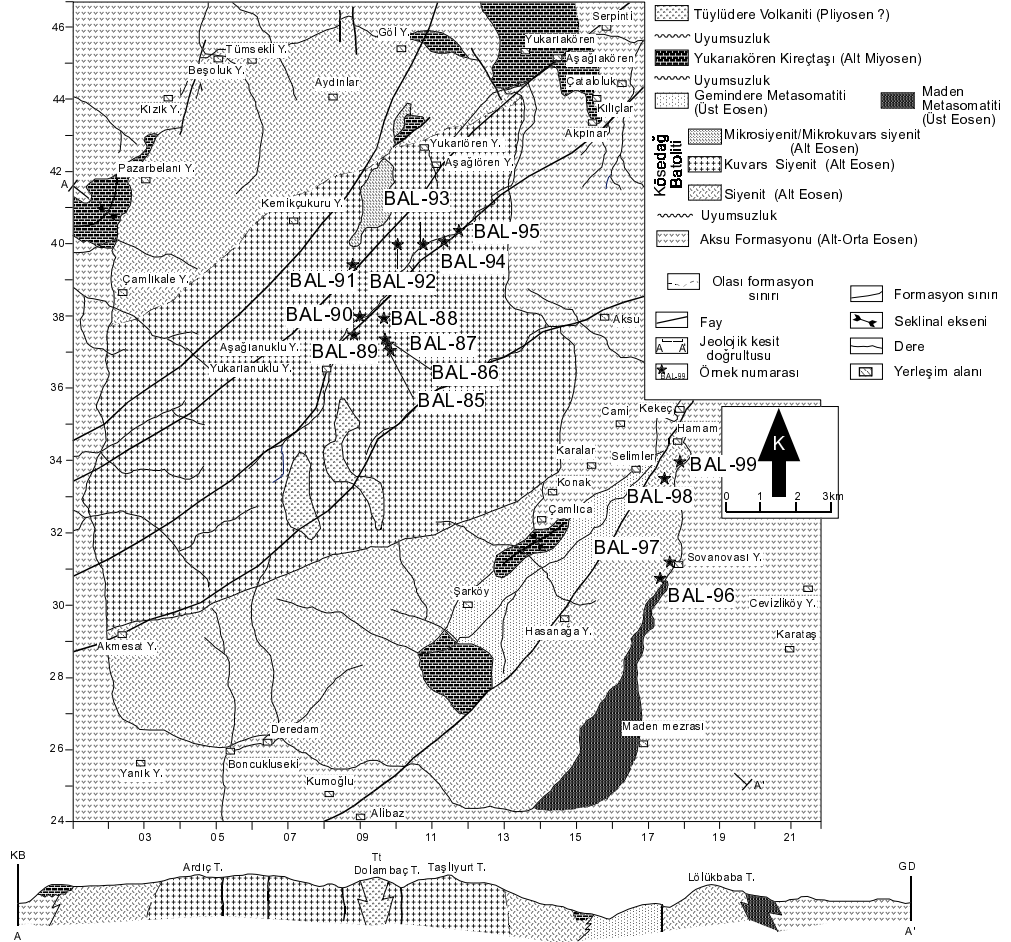 46
44
42
40
38
36
34
32
30
28
26
24
03
05
07
09
11
13
15
17
19
21
Serpinti
Göl Y.
Tümsekli Y.
Beşoluk Y.
Yukarıakören
Aşağıakören
Çataloluk
Aydınlar
Kızık Y.
Kılıçlar
Akpınar
Yukarıören Y.
Aşağıören Y.
Pazarbelani Y.
A
Kemikçukuru Y.
BAL-93
BAL-95
BAL-94
BAL-91
BAL-92
Çamlıkale Y.
BAL-90
BAL-88
Aksu
BAL-89
BAL-87
Aşağıanuklu Y.
Yukarıanuklu Y.
BAL-86
BAL-85
Cami
Kekeç
Hamam
Karalar
Selimler
BAL-99
Konak
BAL-98
Çamlıca
BAL-97
Sovanovası Y.
Şarköy
BAL-96
Cevizliköy Y.
Hasanağa Y.
Karataş
Akmesat Y.
Maden mezrası
Deredam
Boncukluseki
Yanık Y.
Kumoğlu
A'
Alibaz
Tüylüdere Volkaniti (Pliyosen ?)
Uyumsuzluk
Yukarıakören Kireçtaşı (Alt Miyosen)
Uyumsuzluk
Gemindere Metasomatiti
(Üst Eosen)
Maden
Metasomatiti
(Üst Eosen)
Kösedağ
Batoliti
Mikrosiyenit/Mikrokuvars siyenit
(Alt Eosen)
Kuvars Siyenit (Alt Eosen)
Siyenit (Alt Eosen)
Uyumsuzluk
Aksu Formasyonu (Alt-Orta Eosen)
Olası formasyon
sınırı
Formasyon sınırı
Fay
Seklinal ekseni
A A'
Jeolojik kesit
doğrultusu
Dere
BAL-99
Örnek numarası
Yerleşim alanı
K
0 1 2 3km
KB
Ardıç T.
Tt
Dolambaç T.
Taşlıyurt T.
Lölükbaba T.
GD
A
A'